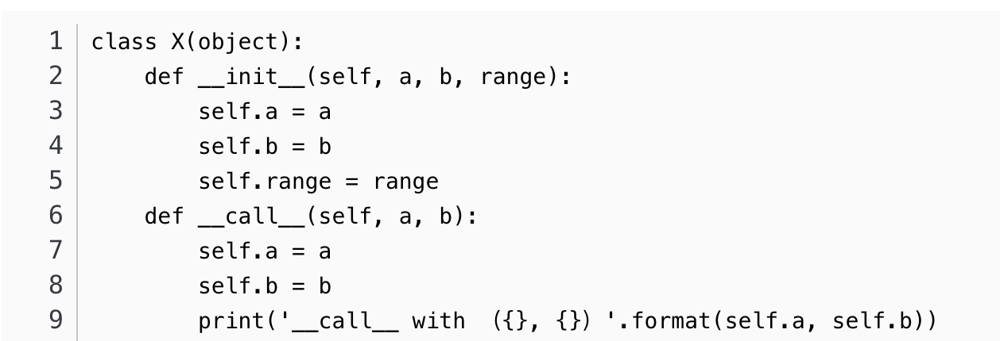 1 class X(object):
2     def __init__(self, a, b, range):
3         self.a = a
4         self.b = b
5         self.range = range
6     def __call__(self, a, b):
7         self.a = a
8         self.b = b
9         print('__call__ with  ({}, {}) '.format(self.a, self.b))